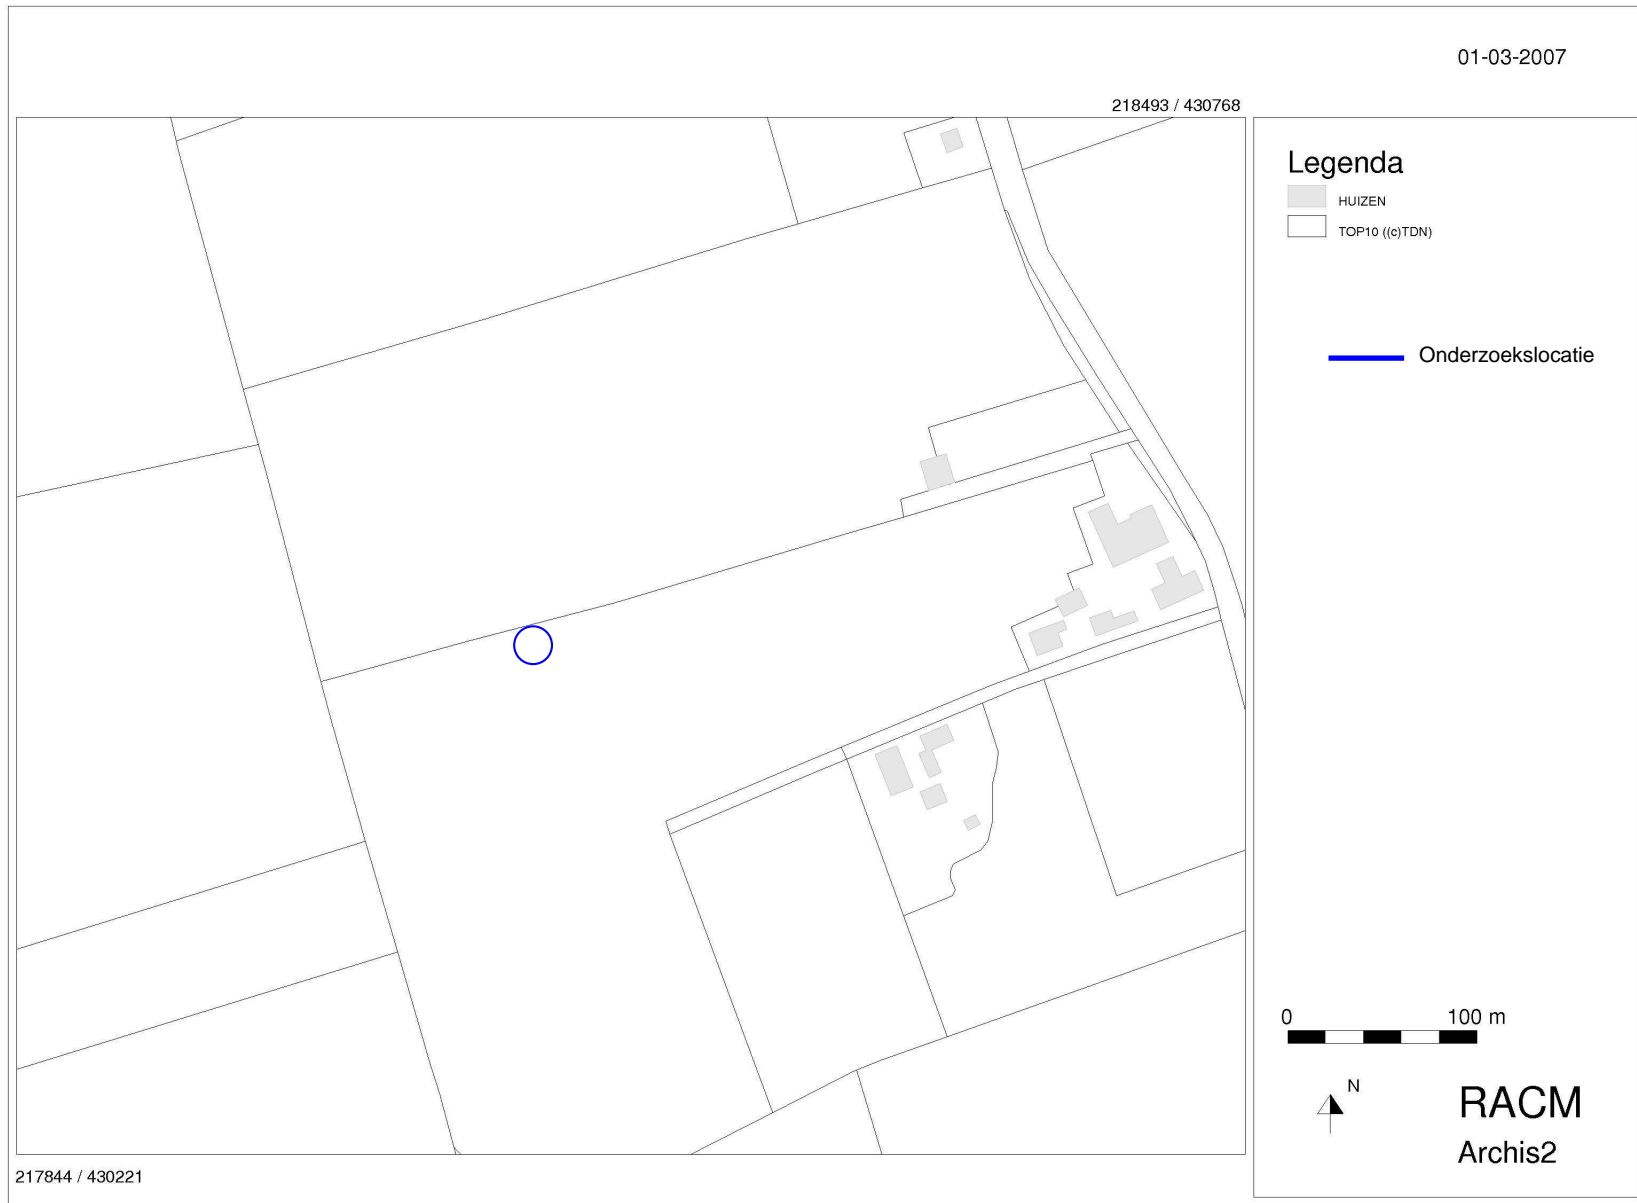 01-03-2007
218493 / 430768
Legenda
HUIZEN
TOP10 ((c)TDN)
Onderzoekslocatie
0 100 m
N
RACM
Archis2
217844 / 430221